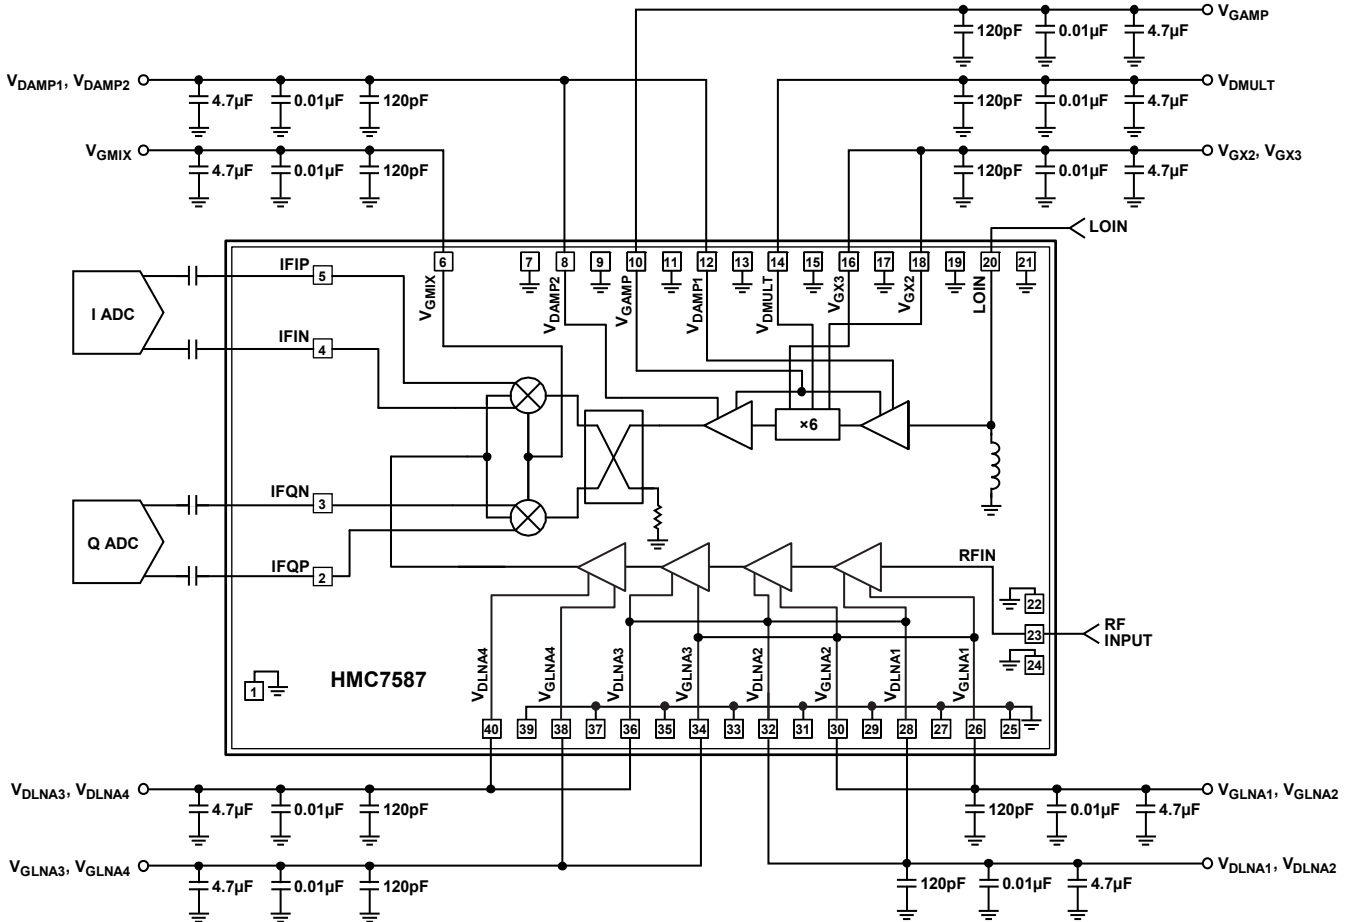 VGAMP
120pF 0.01µF 4.7µF
VDAMP1, VDAMP2
4.7µF 0.01µF 120pF
VDMULT
120pF 0.01µF 4.7µF
VGMIX
4.7µF 0.01µF 120pF
VGX2, VGX3
120pF 0.01µF 4.7µF
LOIN
6 7 8 9 10 11 12 13 14 15 16 17 18 19 20 21
VGMIX VDAMP2 VGAMP VDAMP1 VDMULT VGX3 VGX2 LOIN
I ADC
IFIP 5
IFIN 4
×6
Q ADC
IFQN 3
IFQP 2
RFIN
22
23 RF INPUT
24
1
HMC7587
VDLNA4 VGLNA4 VDLNA3 VGLNA3 VDLNA2 VGLNA2 VDLNA1 VGLNA1
40 39 38 37 36 35 34 33 32 31 30 29 28 27 26 25
VDLNA3, VDLNA4
4.7µF 0.01µF 120pF
VGLNA1, VGLNA2
120pF 0.01µF 4.7µF
VGLNA3, VGLNA4
4.7µF 0.01µF 120pF
VDLNA1, VDLNA2
120pF 0.01µF 4.7µF